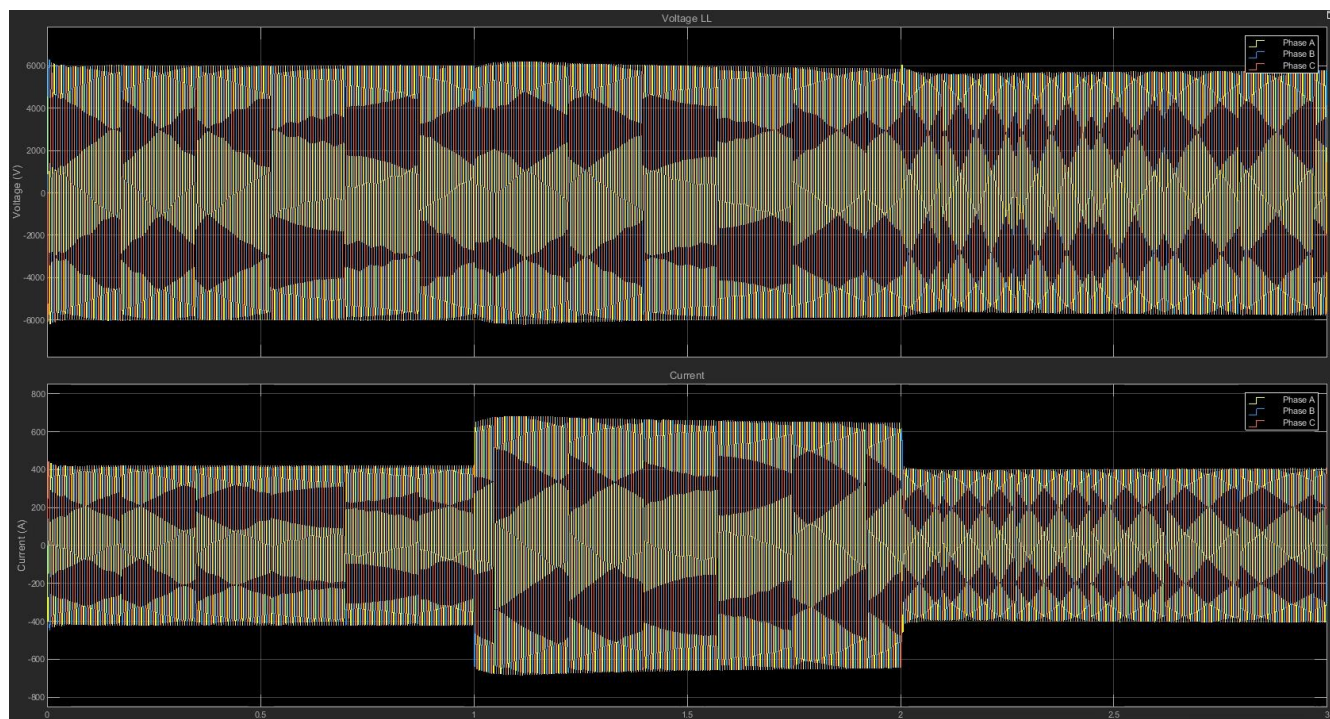 Voltage LL
Phase A
Phase B
Phase C
Voltage (V)
6000
4000
2000
0
-2000
-4000
-6000
Current
Phase A
Phase B
Phase C
Current (A)
800
600
400
200
0
-200
-400
-600
-800
0
0.5
1
1.5
2
2.5
3